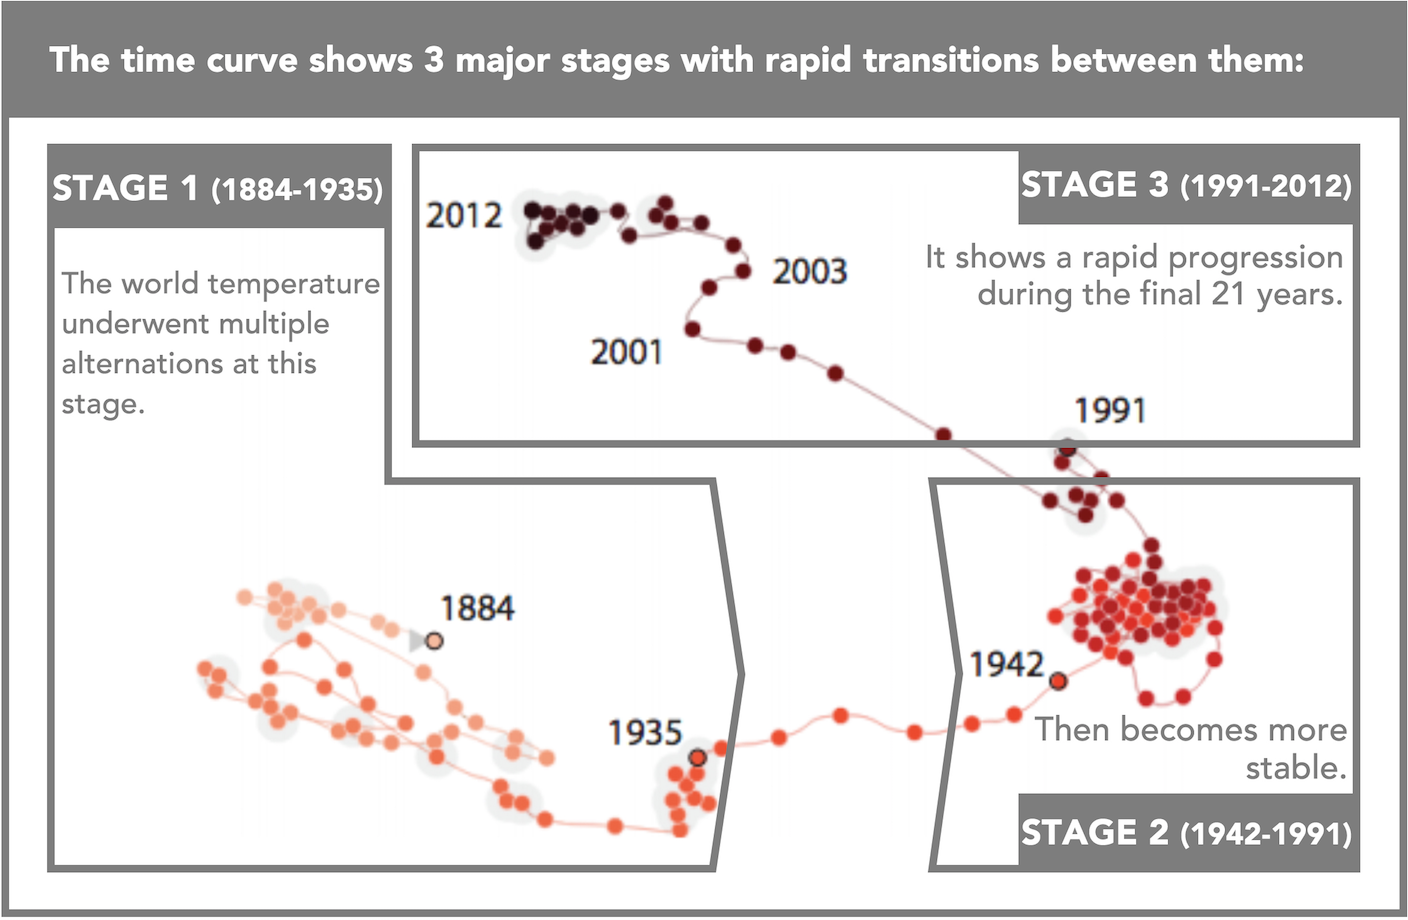 The time curve shows 3 major stages with rapid transitions between them:
STAGE 1 (1884-1935)
The world temperature
underwent multiple
alternations at this
stage.
STAGE 3 (1991-2012)
It shows a rapid progression
during the final 21 years.
2012
2003
2001
1991
1884
1935
1942
Then becomes more
stable.
STAGE 2 (1942-1991)